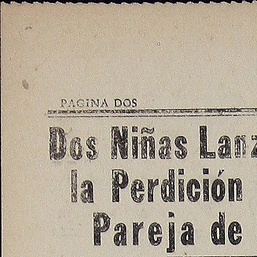 PAGINA DOS
Dos Niñas Lanz
la Perdición
Pareja de